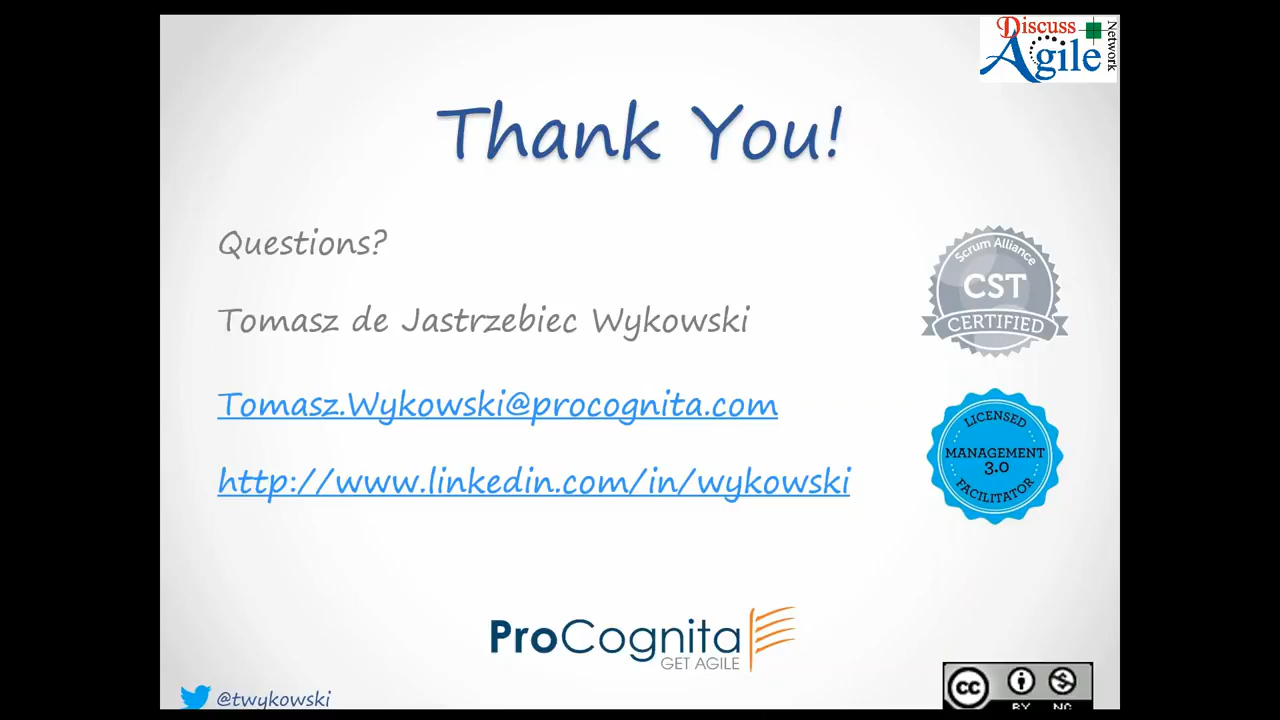 Discuss
Agile
Network
Thank You!
Questions?
Scrum Alliance
CST
CERTIFIED
Tomasz de Jastrzebiec Wykowski
Tomasz.Wykowski@procognita.com
LICENSED
MANAGEMENT
3.0
FACILITATOR
http://www.linkedin.com/in/wykowski
ProCognita
GET AGILE
@twykowski
cc
BY NC